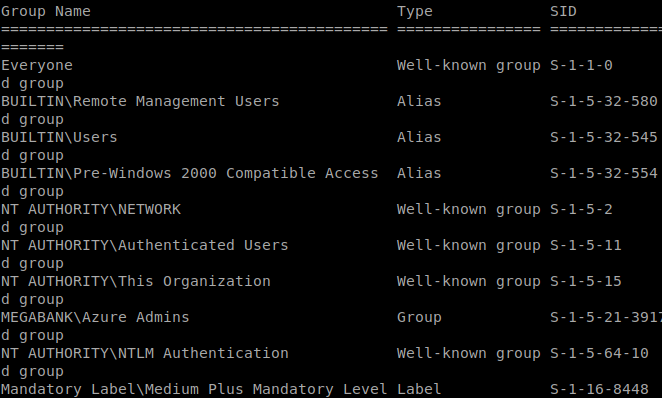 Group Name                                  Type             SID
=========================================== ================ =============
=======
Everyone                                    Well-known group S-1-1-0
d group
BUILTIN\Remote Management Users             Alias            S-1-5-32-580
d group
BUILTIN\Users                               Alias            S-1-5-32-545
d group
BUILTIN\Pre-Windows 2000 Compatible Access  Alias            S-1-5-32-554
d group
NT AUTHORITY\NETWORK                        Well-known group S-1-5-2
d group
NT AUTHORITY\Authenticated Users            Well-known group S-1-5-11
d group
NT AUTHORITY\This Organization              Well-known group S-1-5-15
d group
MEGABANK\Azure Admins                       Group            S-1-5-21-3917
d group
NT AUTHORITY\NTLM Authentication            Well-known group S-1-5-64-10
d group
Mandatory Label\Medium Plus Mandatory Level Label            S-1-16-8448